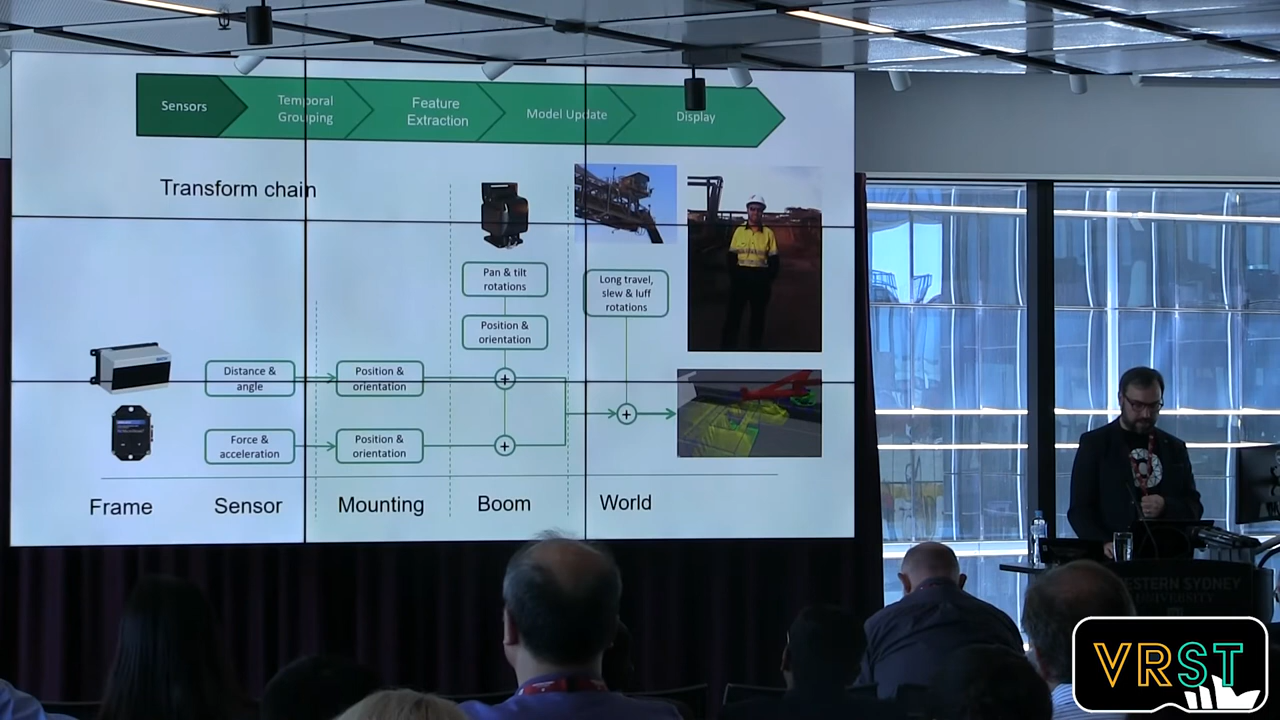 Sensors
Temporal
Grouping
Feature
Extraction
Model Update
Display
Transform chain
Pan & tilt
rotations
Long travel,
slew & luff
rotations
Position &
orientation
Distance &
angle
Position &
orientation
Force &
acceleration
Position &
orientation
Frame
Sensor
Mounting
Boom
World
WESTERN SYDNEY
UNIVERSITY
VRST